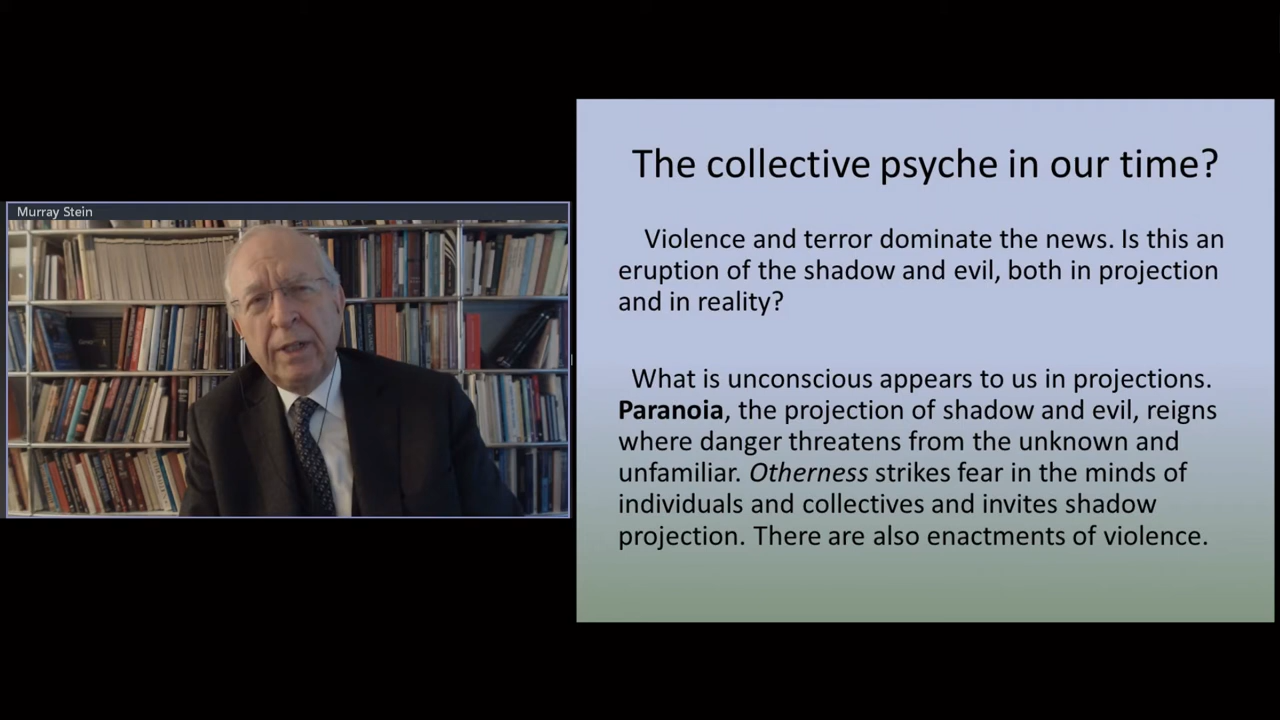 Murray Stein
The collective psyche in our time?
Violence and terror dominate the news. Is this an
eruption of the shadow and evil, both in projection
and in reality?
What is unconscious appears to us in projections.
Paranoia, the projection of shadow and evil, reigns
where danger threatens from the unknown and
unfamiliar. Otherness strikes fear in the minds of
individuals and collectives and invites shadow
projection. There are also enactments of violence.